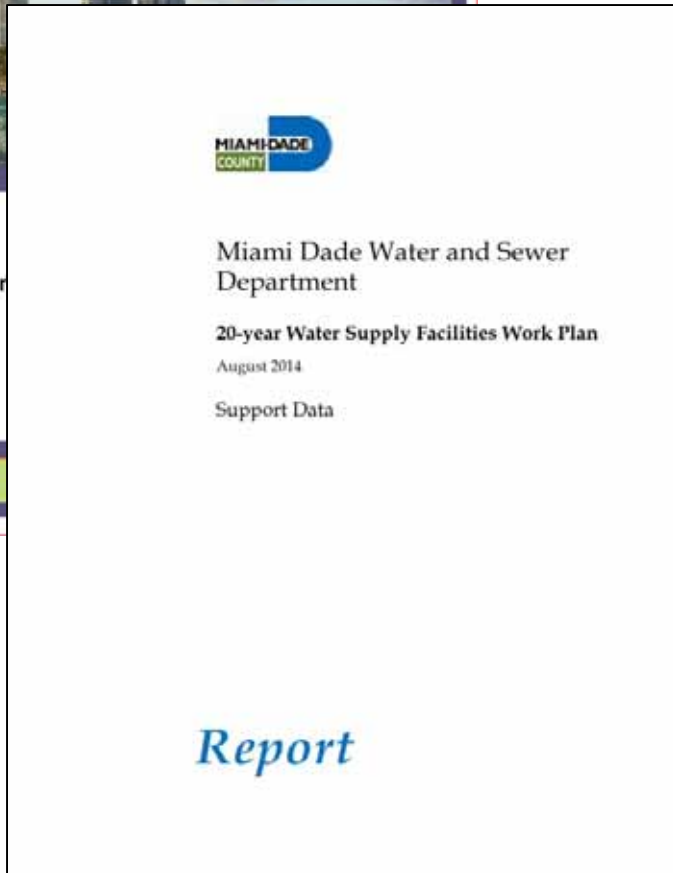 MIAMI-DADE
COUNTY
Miami Dade Water and Sewer
Department
20-year Water Supply Facilities Work Plan
August 2014
Support Data
Report